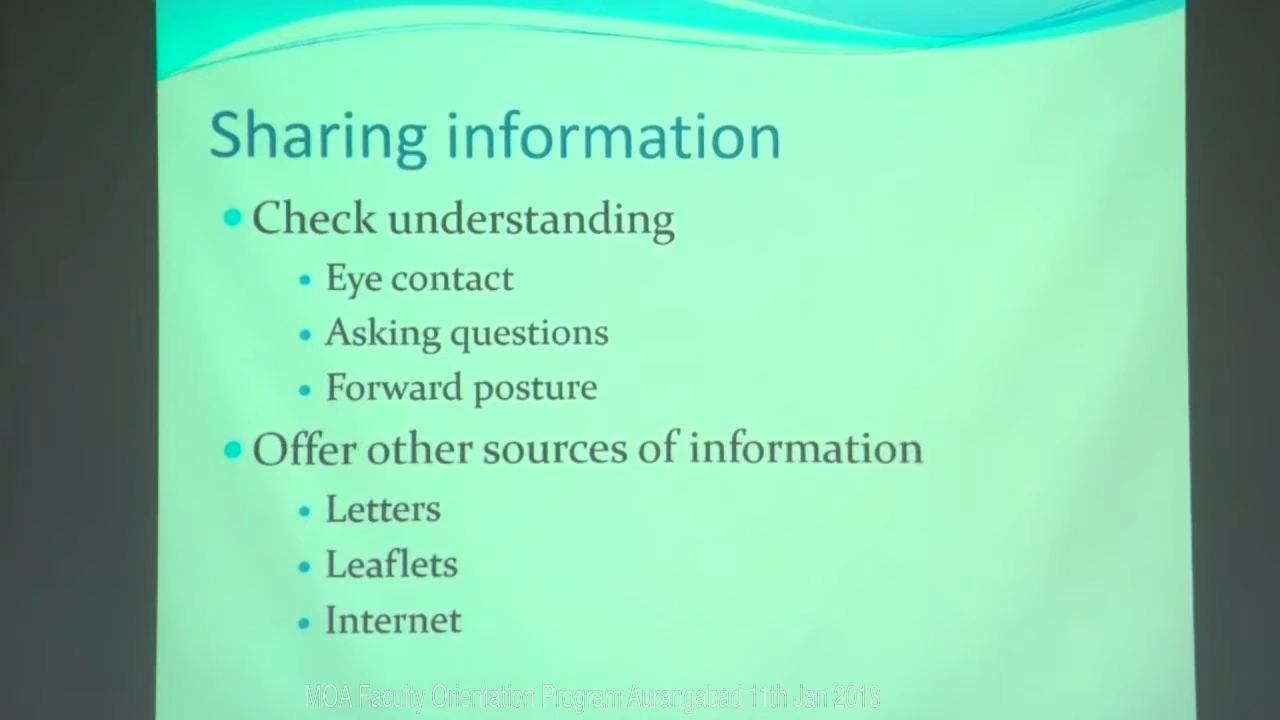 Sharing information
• Check understanding
• Eye contact
• Asking questions
• Forward posture
• Offer other sources of information
• Letters
• Leaflets
• Internet
MOA Faculty Orientation Program Aurangabad 11th Jan 2018